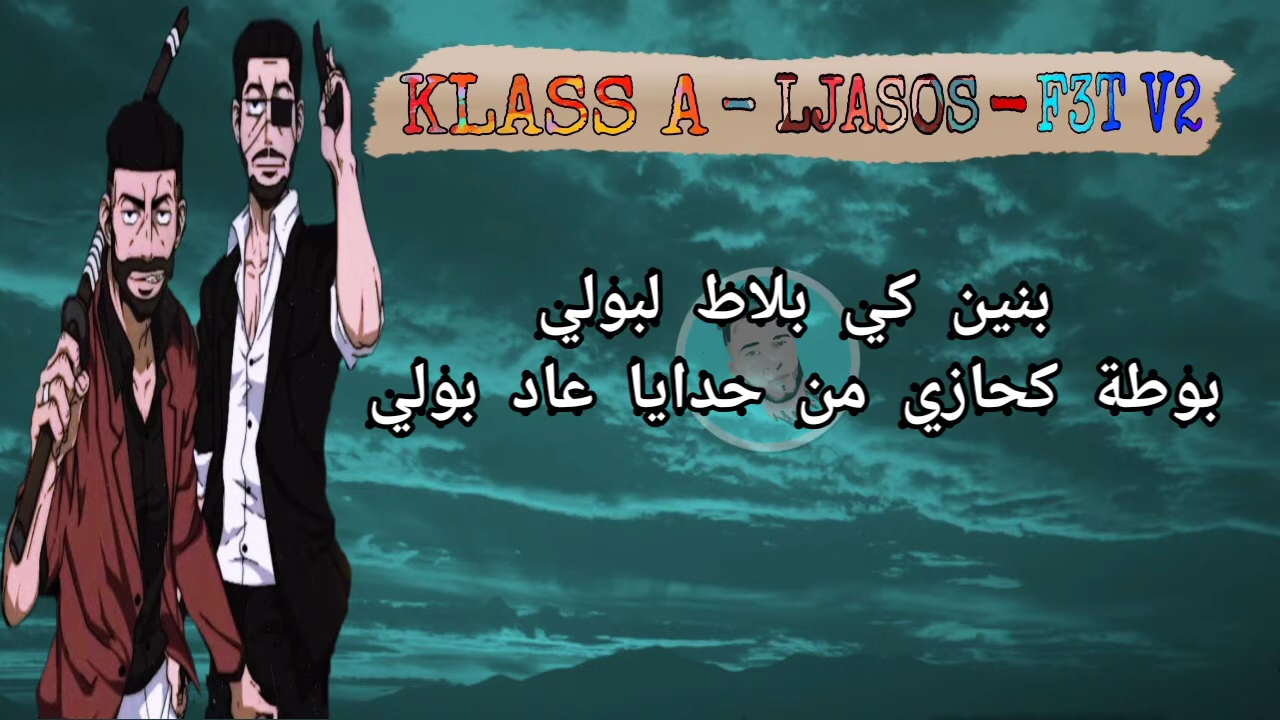 KLASS A - LJASOS - F3T V2
بنين كي بلاط لبولي
بوطة كحازي من حدايا عاد بولي